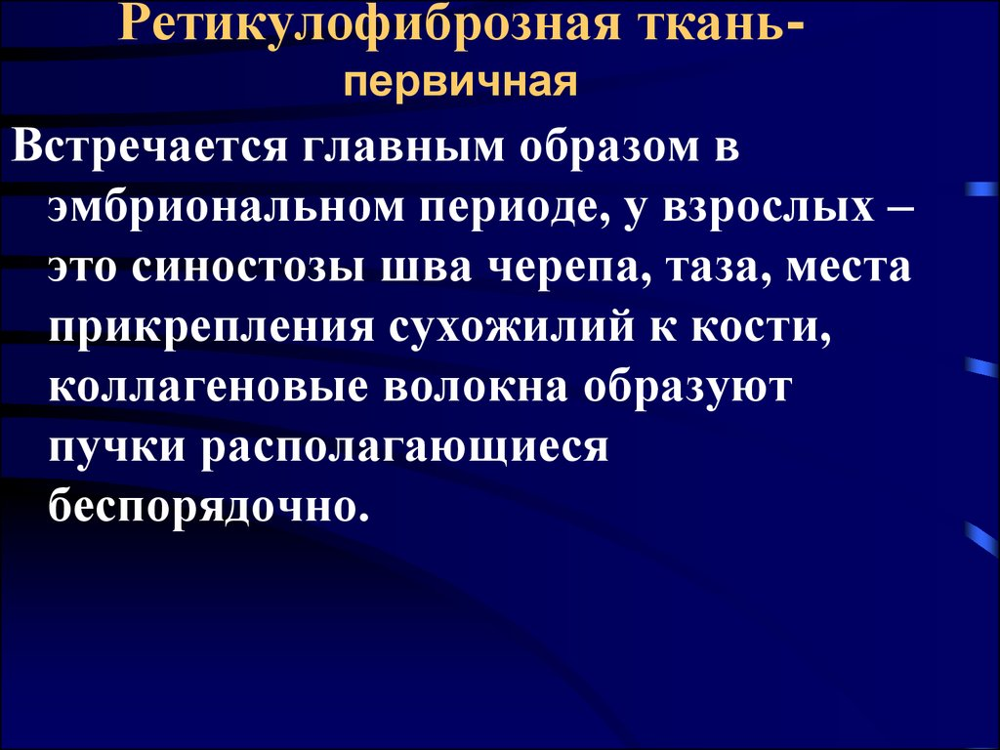 Ретикулофиброзная ткань-
первичная
Встречается главным образом в
эмбриональном периоде, у взрослых –
это синостозы шва черепа, таза, места
прикрепления сухожилий к кости,
коллагеновые волокна образуют
пучки располагающиеся
беспорядочно.